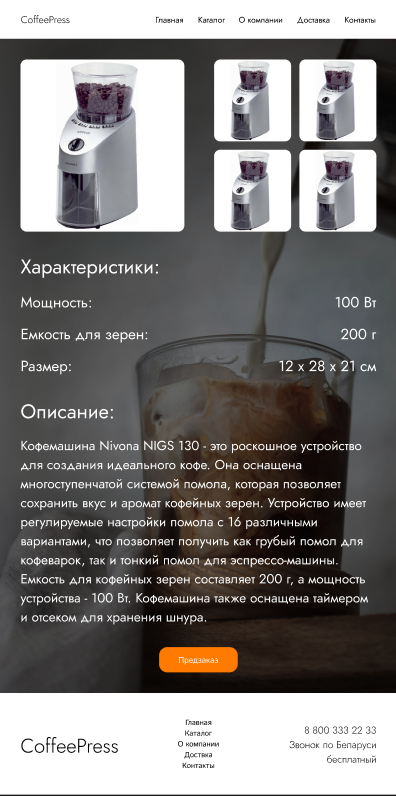 CoffeePress
Главная Каталог О компании Доставка Контакты
Характеристики:
Мощность: 100 Вт
Емкость для зерен: 200 г
Размер: 12 x 28 x 21 см
Описание:
Кофемашина Nivona NIGS 130 - это роскошное устройство
для создания идеального кофе. Она оснащена
многоступенчатой системой помола, которая позволяет
сохранить вкус и аромат кофейных зерен. Устройство имеет
регулируемые настройки помола с 16 различными
вариантами, что позволяет получить как грубый помол для
кофеварок, так и тонкий помол для эспрессо-машины.
Емкость для кофейных зерен составляет 200 г, а мощность
устройства - 100 Вт. Кофемашина также оснащена таймером
и отсеком для хранения шнура.
Предзаказ
CoffeePress
Главная
Каталог
О компании
Доствка
Контакты
8 800 333 22 33
Звонок по Беларуси
бесплатный